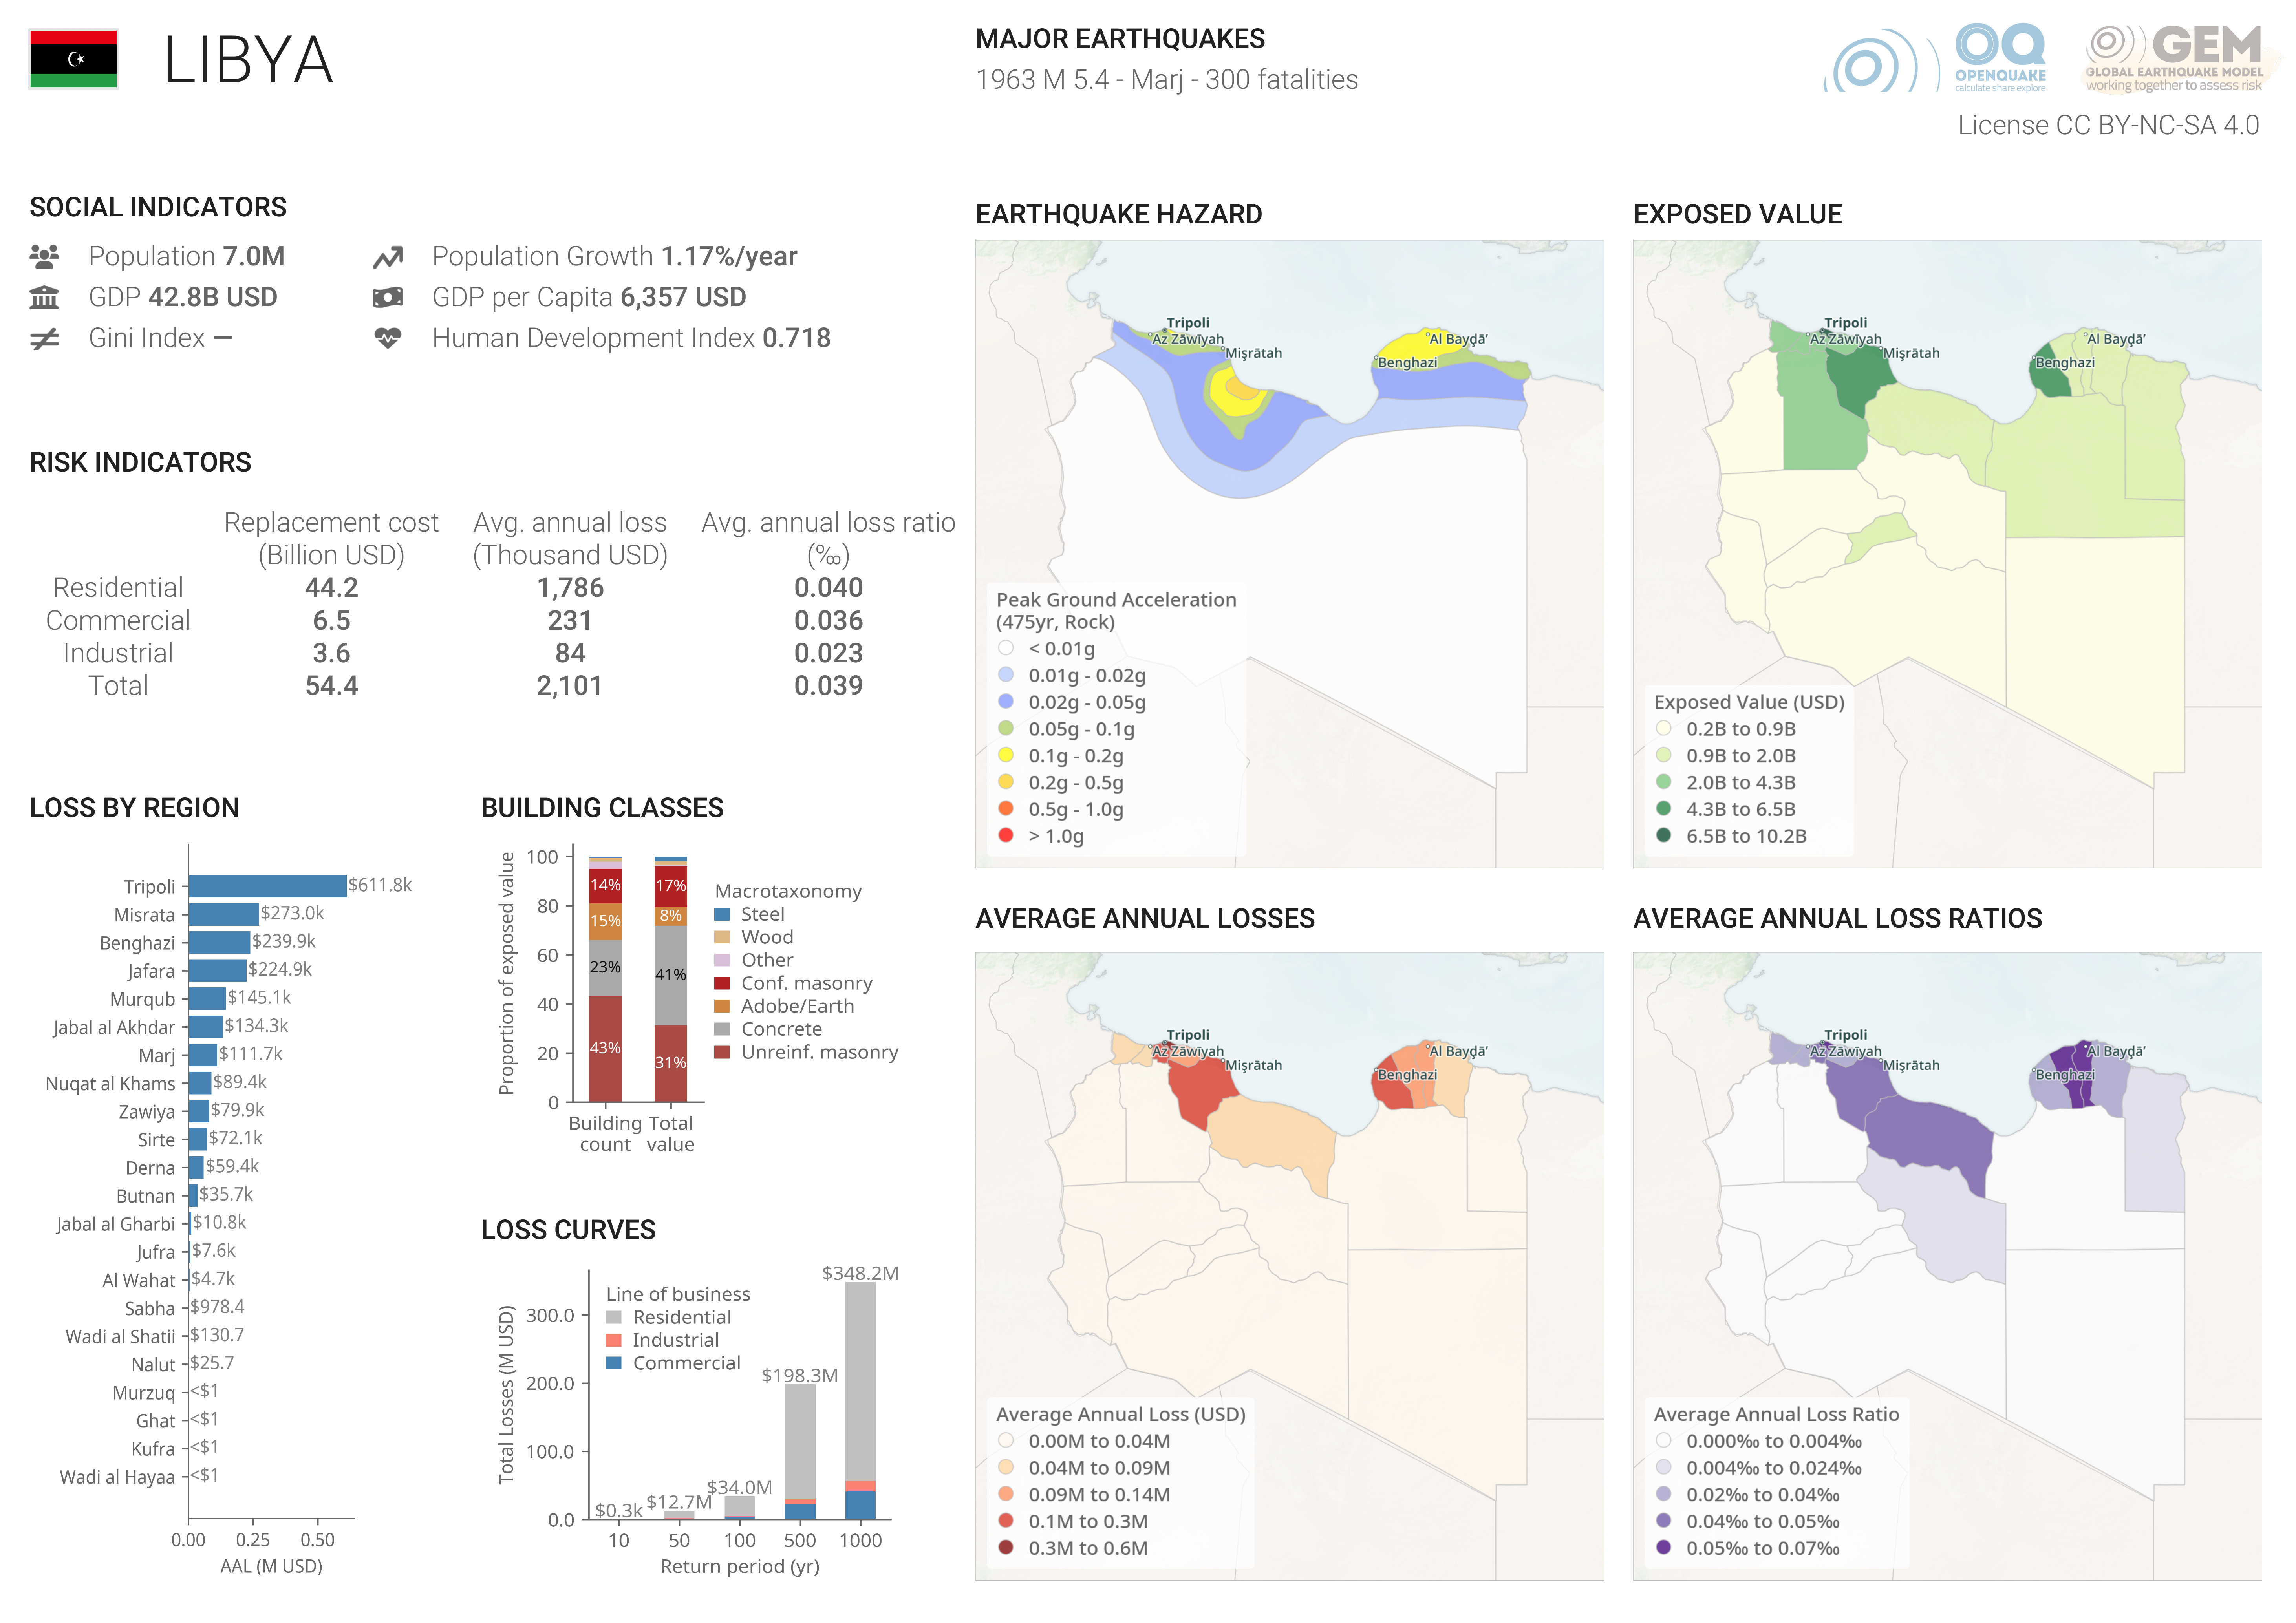 LIBYA
MAJOR EARTHQUAKES
1963 M 5.4 - Marj - 300 fatalities
OQ
OPENQUAKE
calculate share explore
GEM
GLOBAL EARTHQUAKE MODEL
working together to assess risk
License CC BY-NC-SA 4.0
SOCIAL INDICATORS
Population 7.0M
Population Growth 1.17%/year
GDP 42.8B USD
GDP per Capita 6,357 USD
Gini Index —
Human Development Index 0.718
RISK INDICATORS
Replacement cost (Billion USD) Avg. annual loss (Thousand USD) Avg. annual loss ratio (‰)
Residential 44.2 1,786 0.040
Commercial 6.5 231 0.036
Industrial 3.6 84 0.023
Total 54.4 2,101 0.039
LOSS BY REGION
Tripoli $611.8k
Misrata $273.0k
Benghazi $239.9k
Jafara $224.9k
Murqub $145.1k
Jabal al Akhdar $134.3k
Marj $111.7k
Nuqat al Khams $89.4k
Zawiya $79.9k
Sirte $72.1k
Derna $59.4k
Butnan $35.7k
Jabal al Gharbi $10.8k
Jufra $7.6k
Al Wahat $4.7k
Sabha $978.4
Wadi al Shatii $130.7
Nalut $25.7
Murzuq <$1
Ghat <$1
Kufra <$1
Wadi al Hayaa <$1
0.00 0.25 0.50
AAL (M USD)
BUILDING CLASSES
Proportion of exposed value
100
80
60
40
20
0
14%
15%
23%
43%
17%
8%
41%
31%
Building count
Total value
Macrotaxonomy
Steel
Wood
Other
Conf. masonry
Adobe/Earth
Concrete
Unreinf. masonry
LOSS CURVES
Total Losses (M USD)
300.0
200.0
100.0
0.0
Line of business
Residential
Industrial
Commercial
$0.3k
$12.7M
$34.0M
$198.3M
$348.2M
10 50 100 500 1000
Return period (yr)
EARTHQUAKE HAZARD
Tripoli
Az Zāwīyah
Mişrātah
Benghazi
Al Bayḑā’
Peak Ground Acceleration
(475yr, Rock)
< 0.01g
0.01g - 0.02g
0.02g - 0.05g
0.05g - 0.1g
0.1g - 0.2g
0.2g - 0.5g
0.5g - 1.0g
> 1.0g
EXPOSED VALUE
Tripoli
Az Zāwīyah
Mişrātah
Benghazi
Al Bayḑā’
Exposed Value (USD)
0.2B to 0.9B
0.9B to 2.0B
2.0B to 4.3B
4.3B to 6.5B
6.5B to 10.2B
AVERAGE ANNUAL LOSSES
Tripoli
Az Zāwīyah
Mişrātah
Benghazi
Al Bayḑā’
Average Annual Loss (USD)
0.00M to 0.04M
0.04M to 0.09M
0.09M to 0.14M
0.1M to 0.3M
0.3M to 0.6M
AVERAGE ANNUAL LOSS RATIOS
Tripoli
Az Zāwīyah
Mişrātah
Benghazi
Al Bayḑā’
Average Annual Loss Ratio
0.000‰ to 0.004‰
0.004‰ to 0.024‰
0.02‰ to 0.04‰
0.04‰ to 0.05‰
0.05‰ to 0.07‰